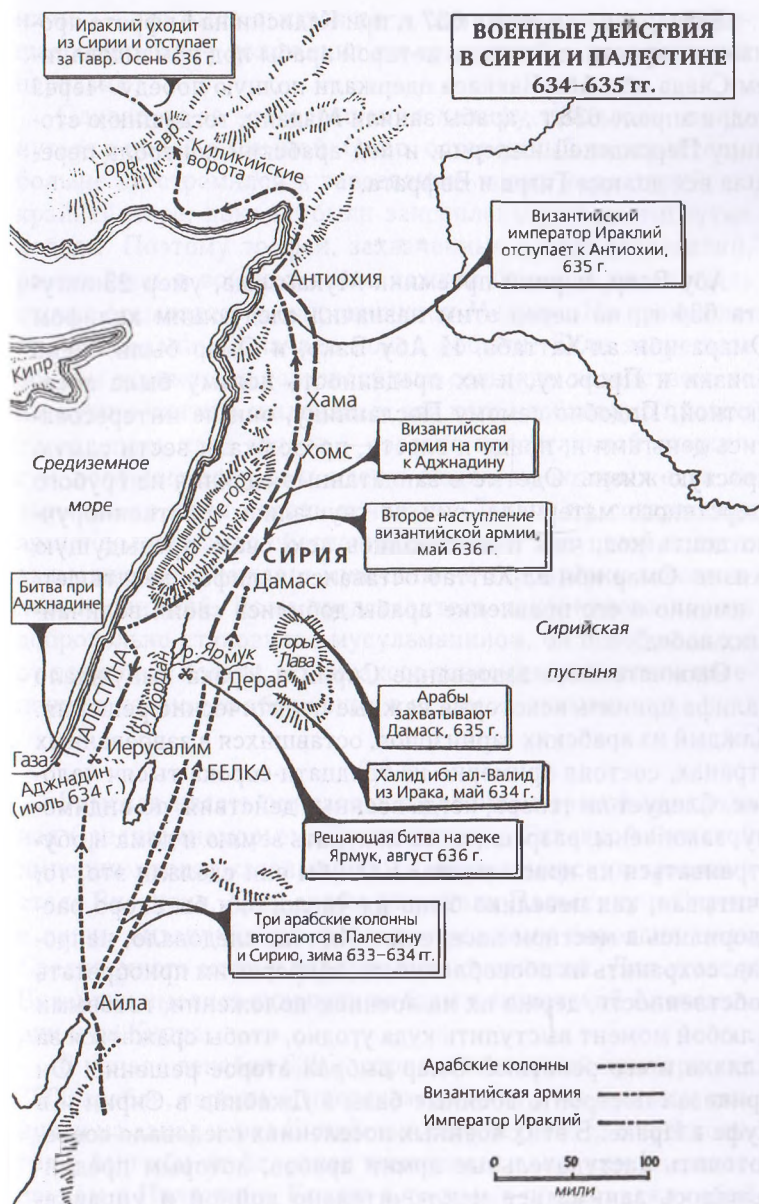 Ираклий уходит
из Сирии и отступает
за Тавр. Осень 636 г.
ВОЕННЫЕ ДЕЙСТВИЯ
В СИРИИ И ПАЛЕСТИНЕ
634–635 гг.
Горы Тавр
Киликийские
ворота
Византийский
император Ираклий
отступает к Антиохии,
635 г.
Антиохия
Кипр
Хама
Византийская
армия на пути
к Аджнадину
Хомс
Средиземное
море
Ливанские горы
Второе наступление
византийской армии,
май 636 г.
СИРИЯ
Битва при
Аджнадине
Дамаск
Сирийская
пустыня
р. Ярмук
горы
Лава
Дераа
ПАЛЕСТИНА
Иордан
Арабы
захватывают
Дамаск, 635 г.
Газа
Иерусалим
Аджнадин
(июль 634 г.)
БЕЛКА
Халид ибн ал-Валид
из Ирака, май 634 г.
Решающая битва на реке
Ярмук, август 636 г.
Три арабские колонны
вторгаются в Палестину
и Сирию, зима 633–634 гг.
Айла
Арабские колонны
Византийская армия
Император Ираклий
0 50 100
мили